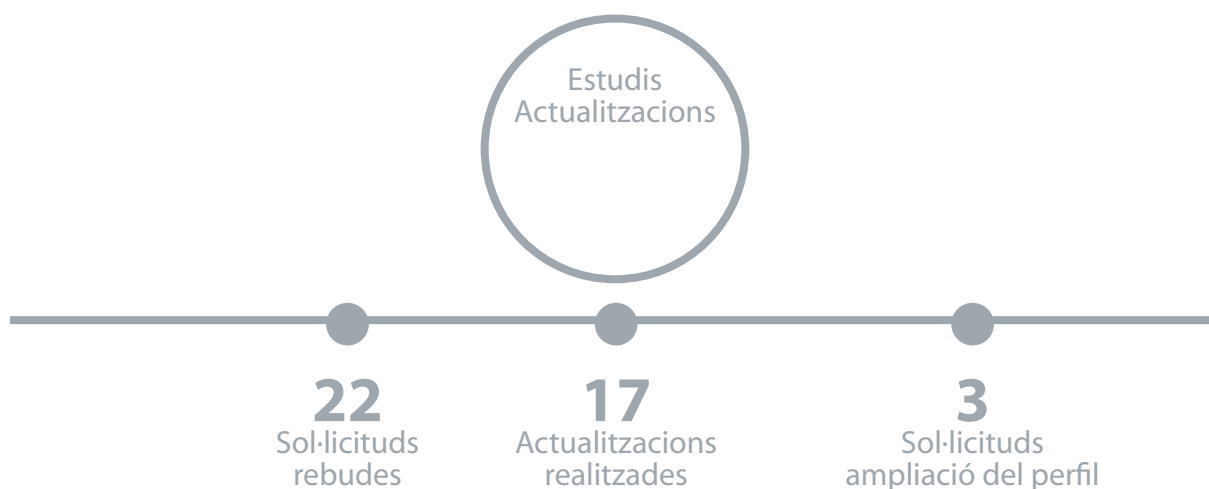 Estudis
Actualitzacions
22
Sol·licituds
rebudes
17
Actualitzacions
realitzades
3
Sol·licituds
ampliació del perfil